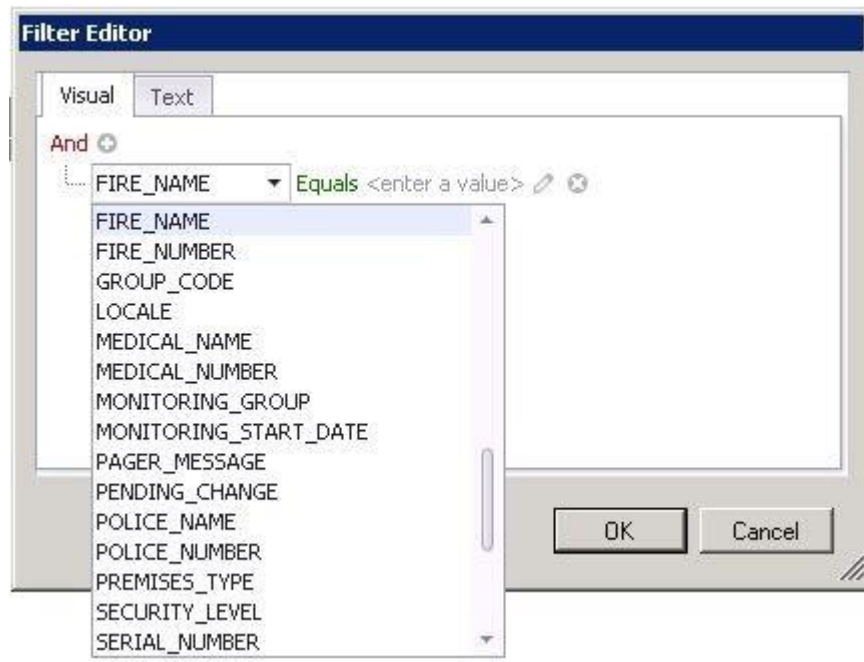 Filter Editor
Visual Text
And
FIRE_NAME Equals <enter a value>
FIRE_NAME
FIRE_NUMBER
GROUP_CODE
LOCALE
MEDICAL_NAME
MEDICAL_NUMBER
MONITORING_GROUP
MONITORING_START_DATE
PAGER_MESSAGE
PENDING_CHANGE
POLICE_NAME
POLICE_NUMBER
PREMISES_TYPE
SECURITY_LEVEL
SERIAL_NUMBER
OK Cancel